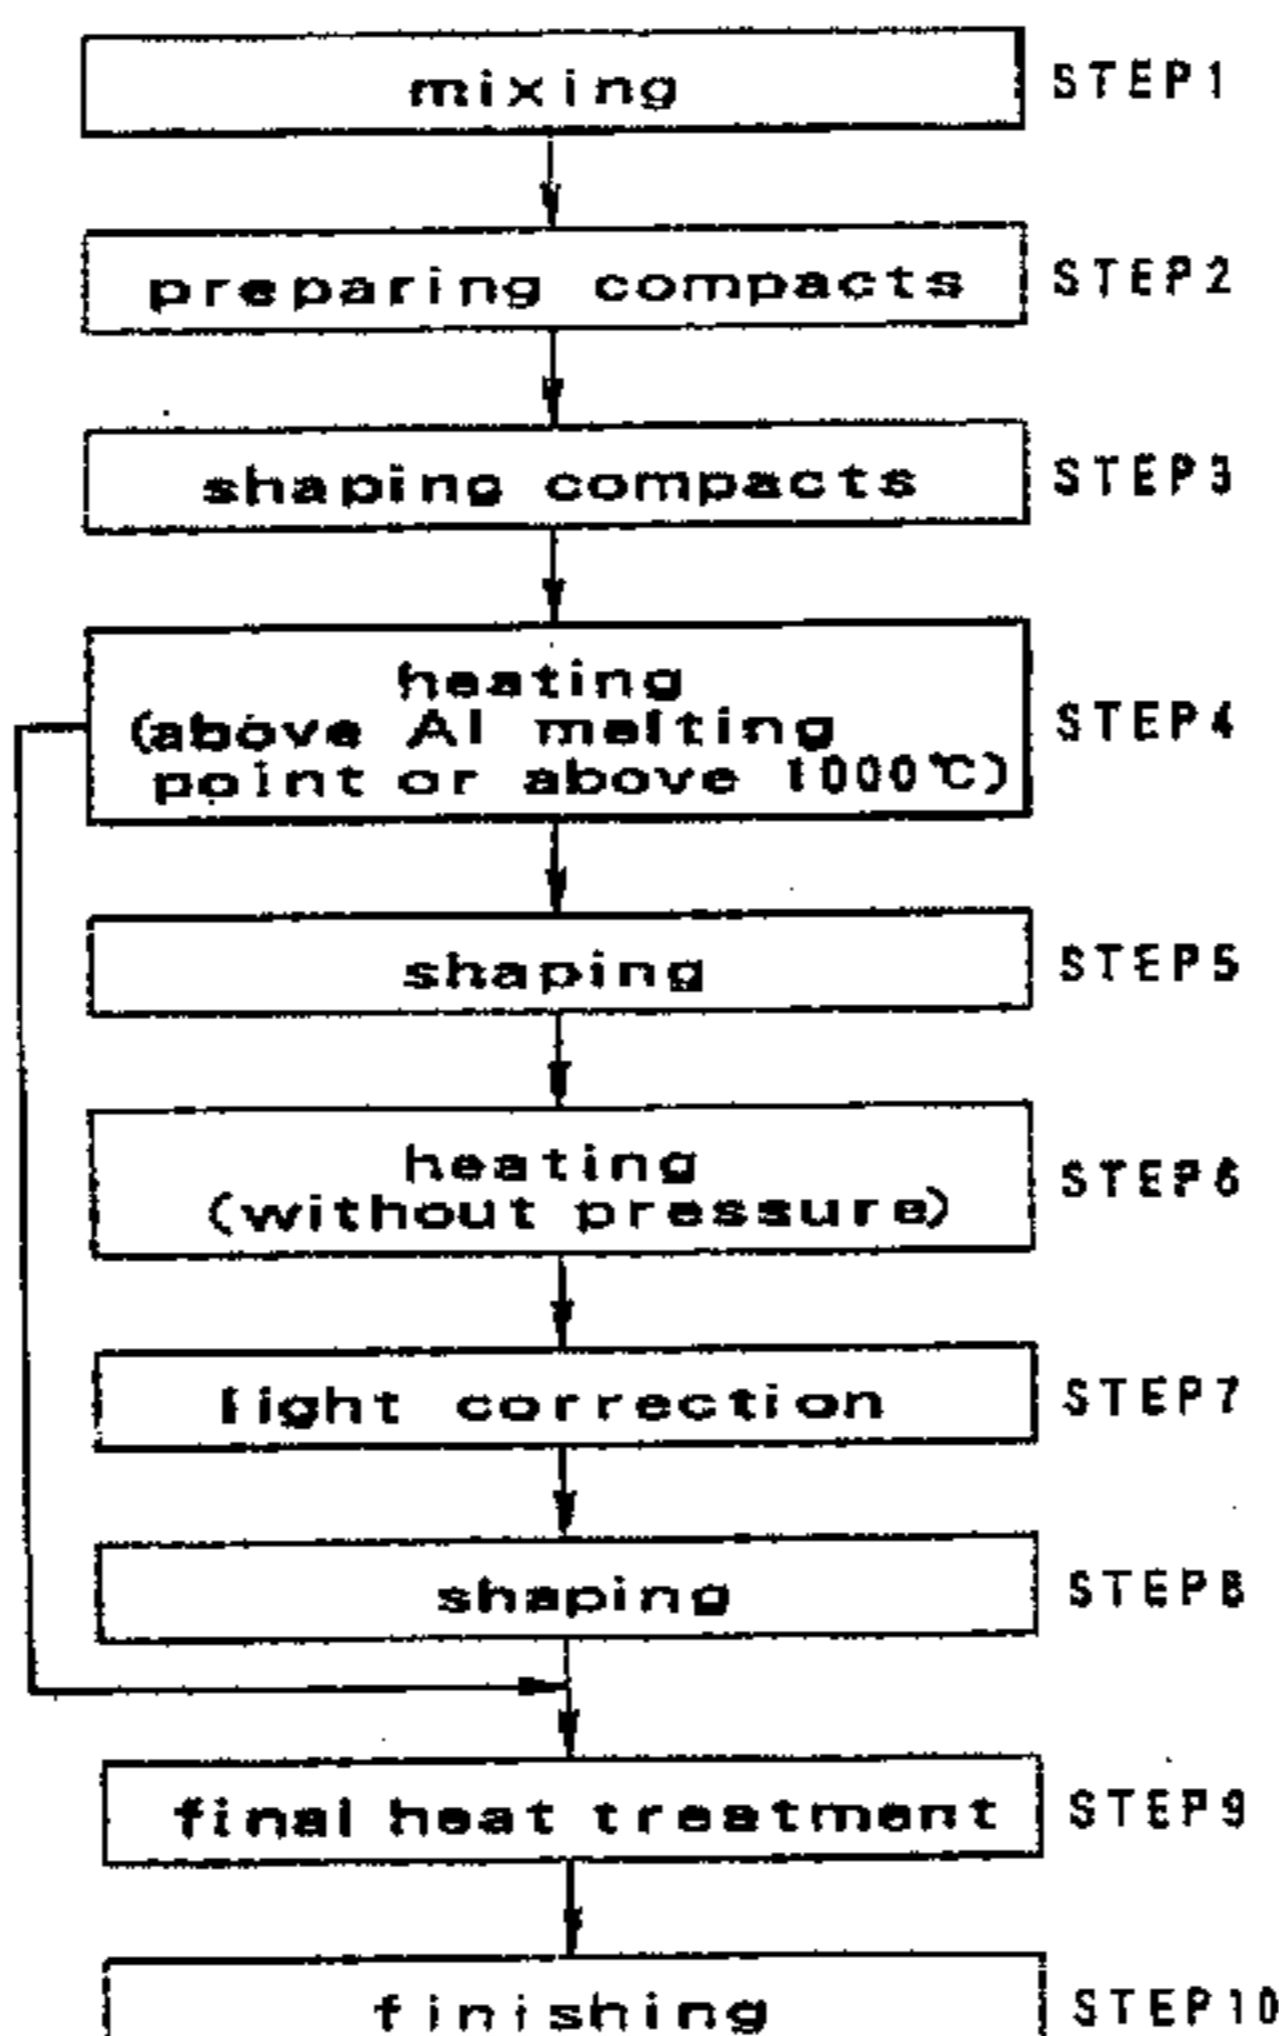 mixing STEP1
preparing compacts STEP2
shaping compacts STEP3
heating
(above Al melting STEP4
point or above 1000℃)
shaping STEP5
heating
(without pressure) STEP6
light correction STEP7
shaping STEP8
final heat treatment STEP9
finishing STEP10